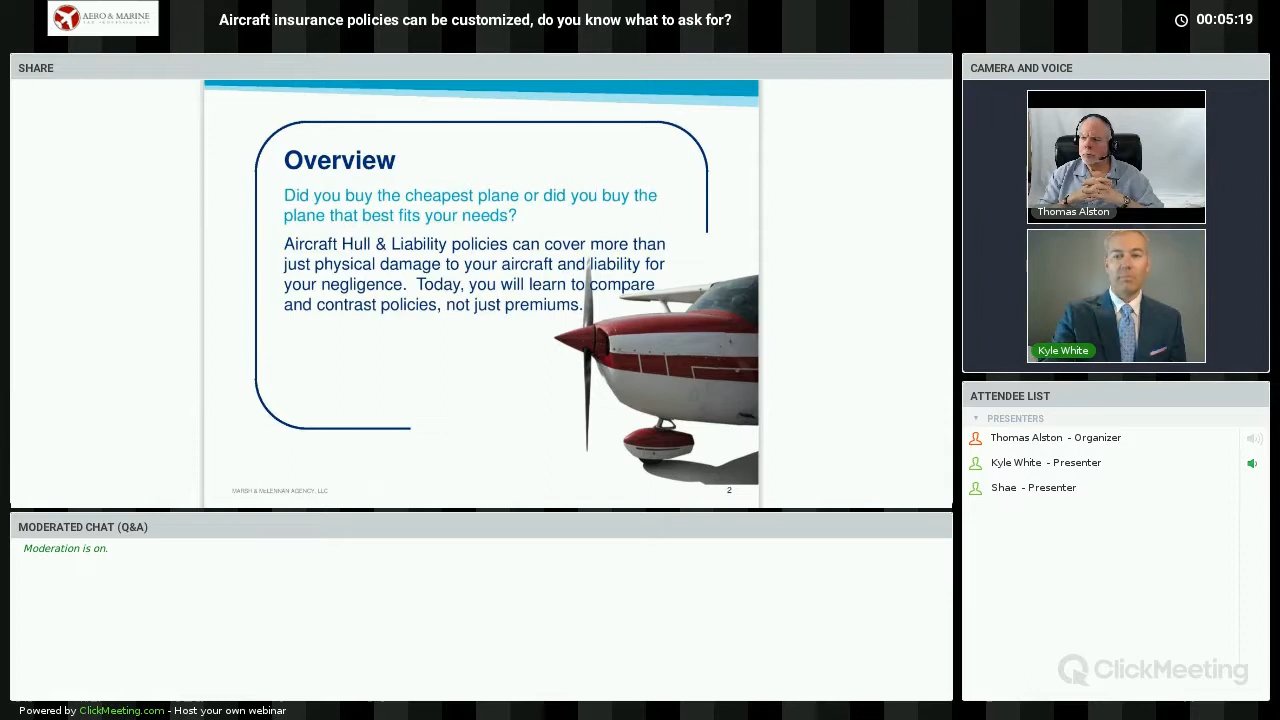 AERO & MARINE
TAX PROFESSIONALS
Aircraft insurance policies can be customized, do you know what to ask for?
00:05:19
SHARE
Overview
Did you buy the cheapest plane or did you buy the
plane that best fits your needs?
Aircraft Hull & Liability policies can cover more than
just physical damage to your aircraft and liability for
your negligence. Today, you will learn to compare
and contrast policies, not just premiums.
MARSH & McLENNAN AGENCY, LLC
2
CAMERA AND VOICE
Thomas Alston
Kyle White
ATTENDEE LIST
PRESENTERS
Thomas Alston - Organizer
Kyle White - Presenter
Shae - Presenter
MODERATED CHAT (Q&A)
Moderation is on.
ClickMeeting
Powered by ClickMeeting.com - Host your own webinar